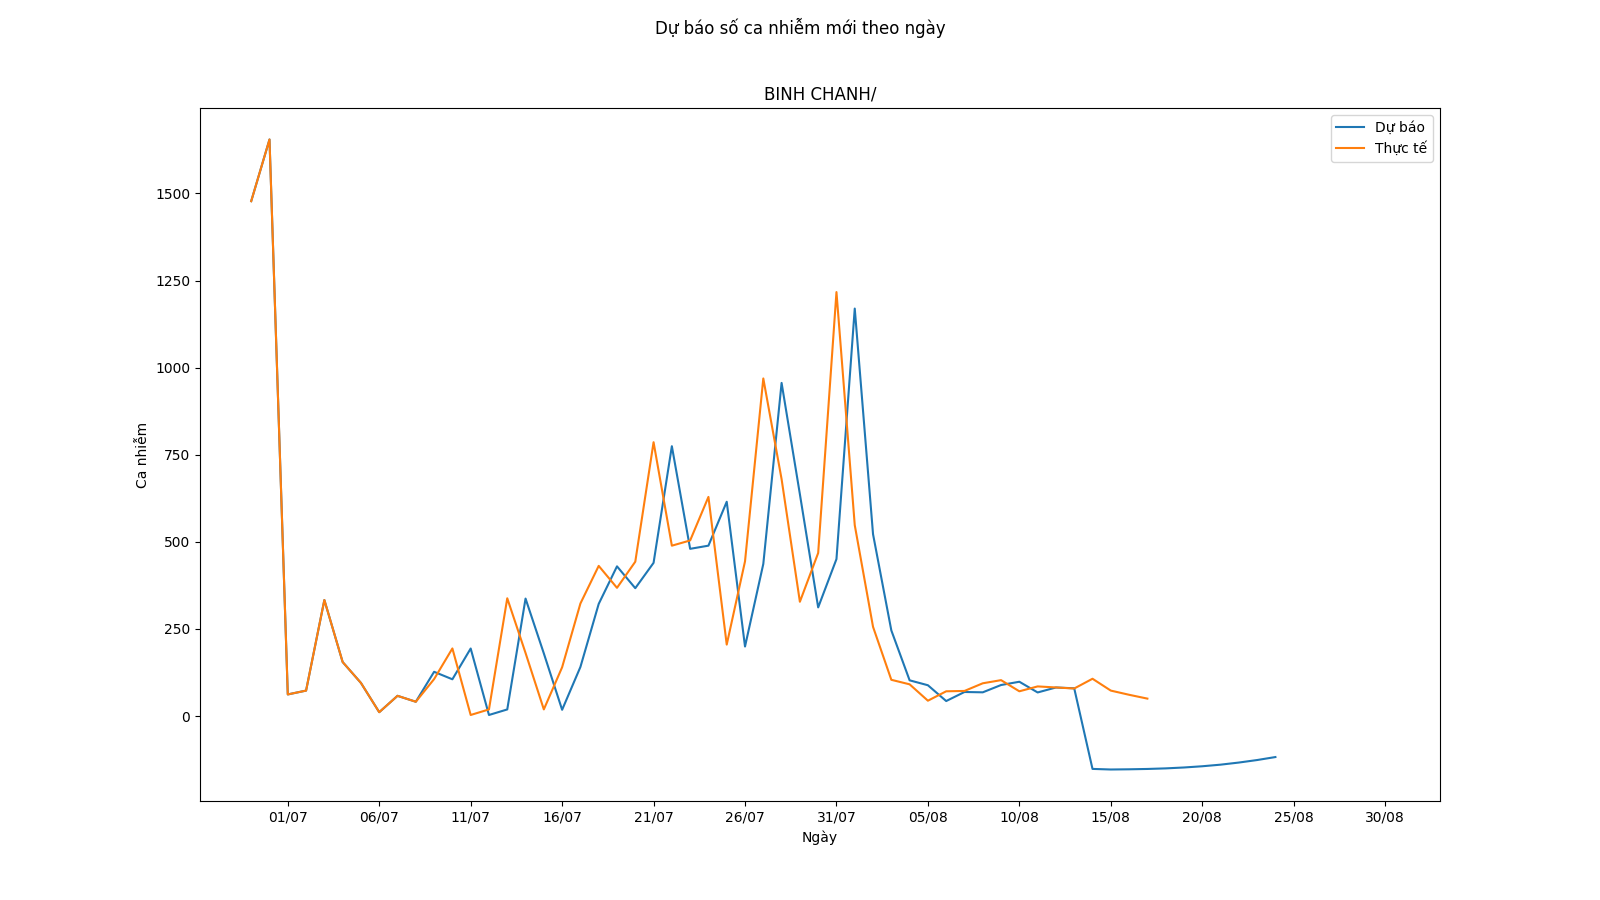 Dự báo số ca nhiễm mới theo ngày
BINH CHANH/
Dự báo
Thực tế
1500
1250
1000
750
500
250
0
Ca nhiễm
01/07 06/07 11/07 16/07 21/07 26/07 31/07 05/08 10/08 15/08 20/08 25/08 30/08
Ngày